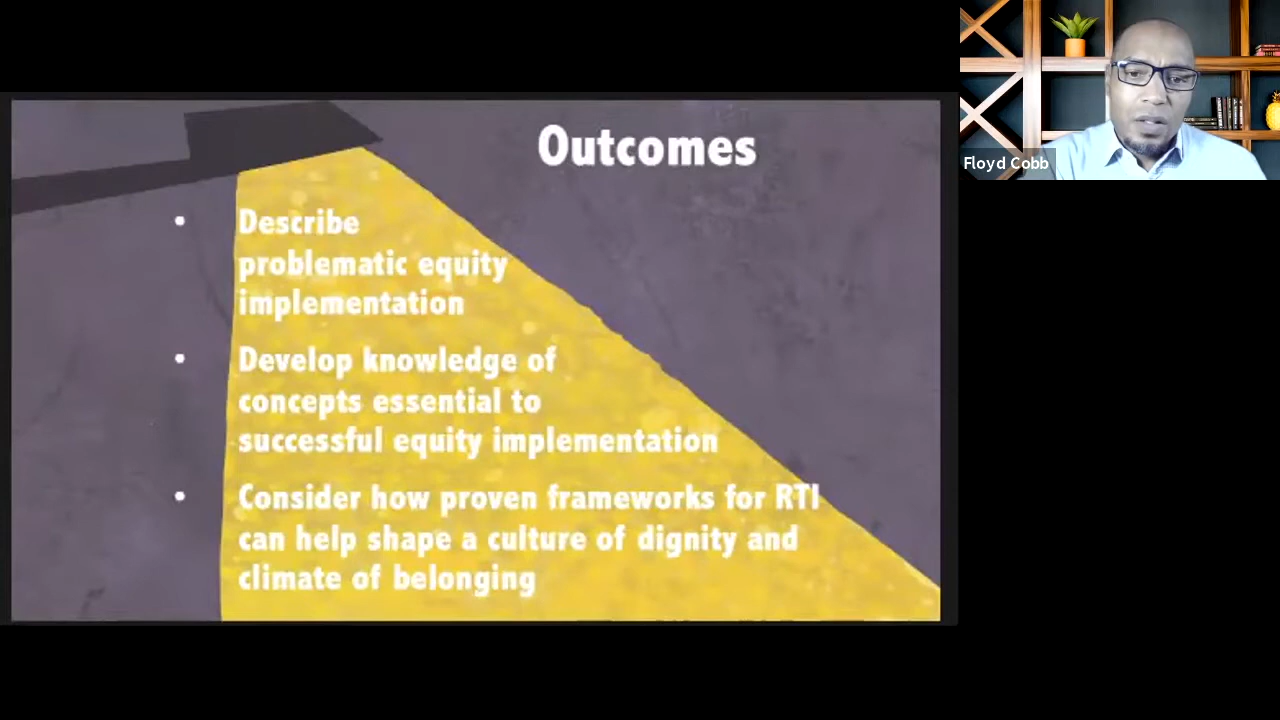 Outcomes
• Describe
problematic equity
implementation
• Develop knowledge of
concepts essential to
successful equity implementation
• Consider how proven frameworks for RTI
can help shape a culture of dignity and
climate of belonging
Floyd Cobb